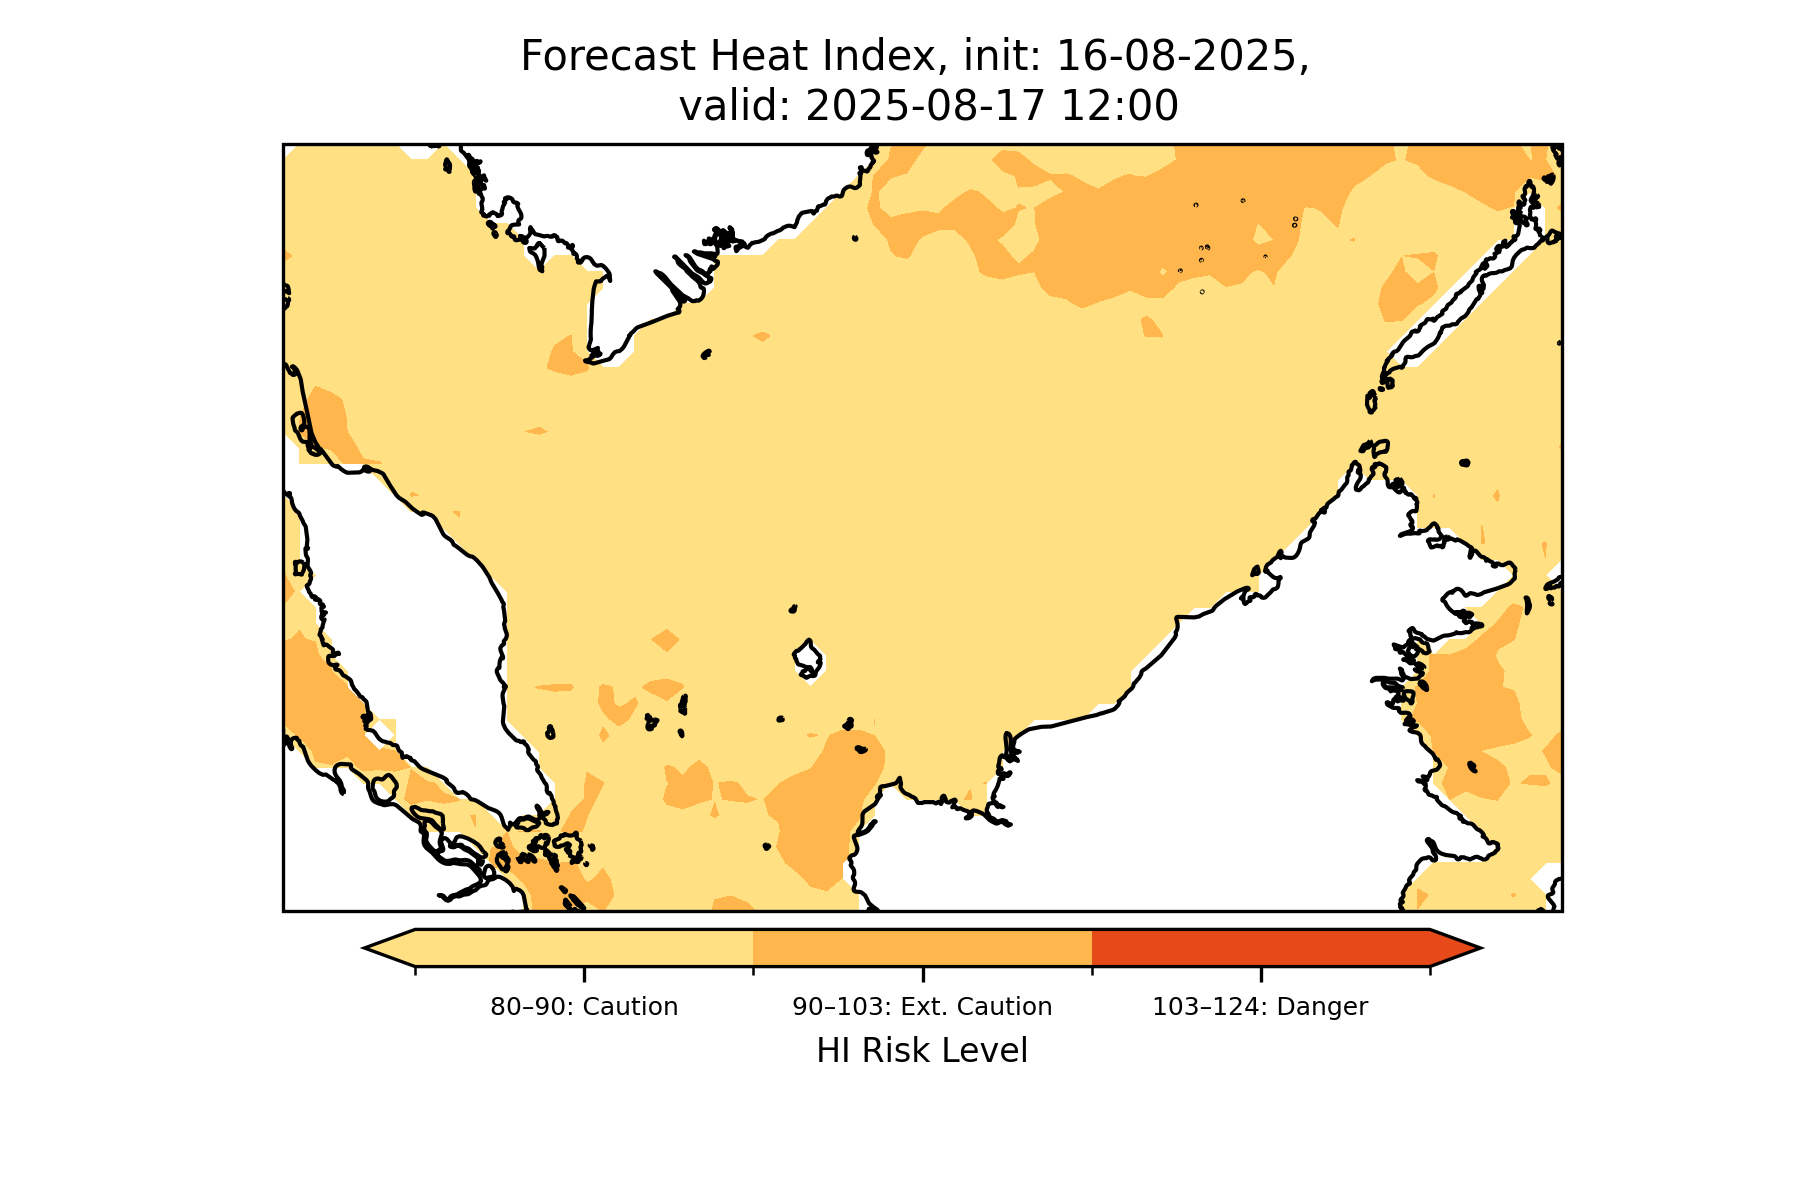 Forecast Heat Index, init: 16-08-2025,
valid: 2025-08-17 12:00
80–90: Caution
90–103: Ext. Caution
103–124: Danger
HI Risk Level